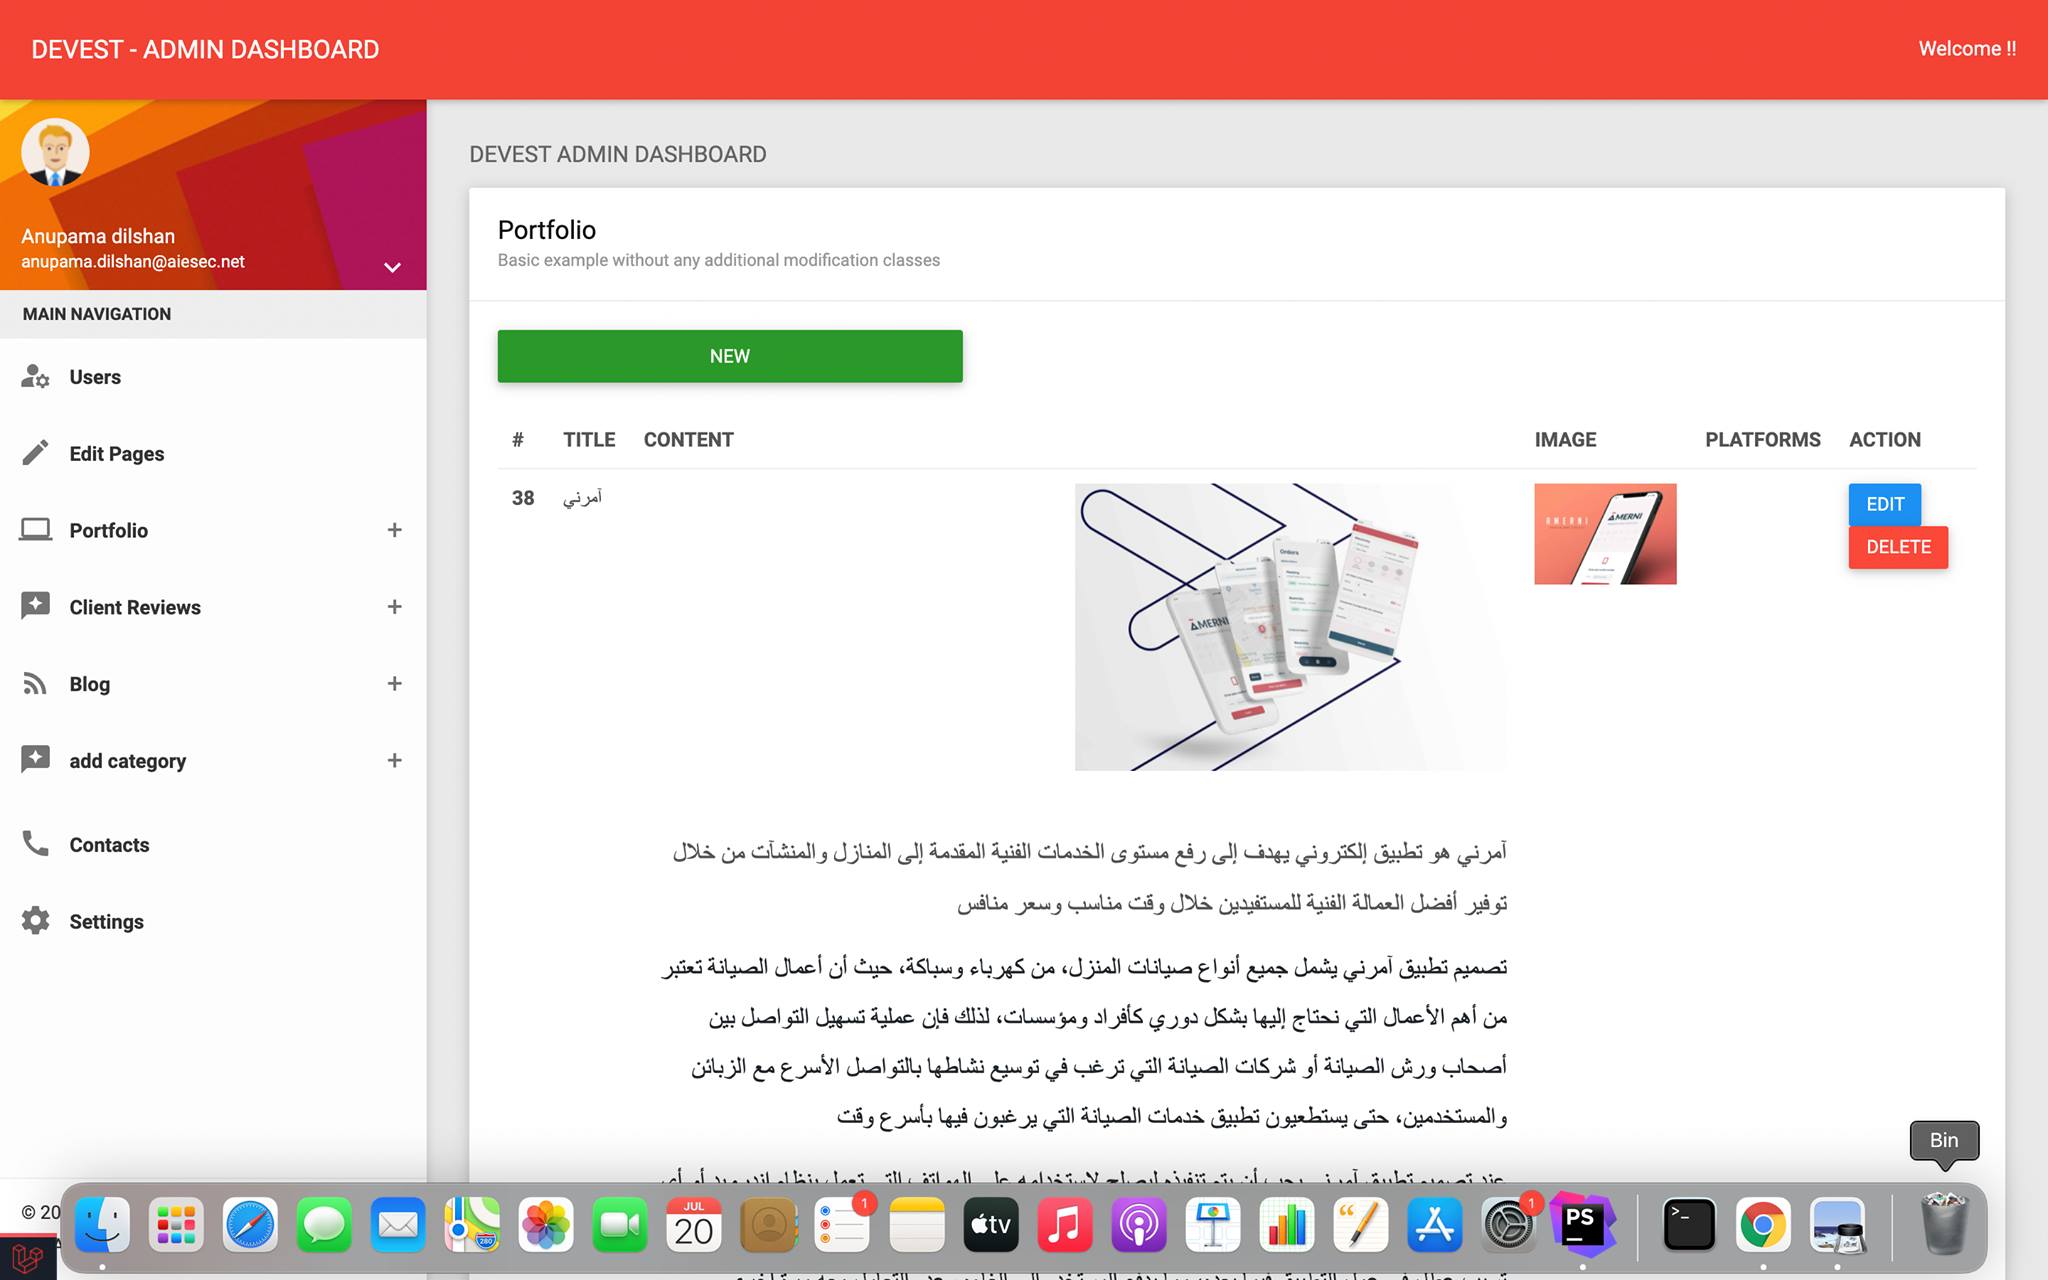 DEVEST - ADMIN DASHBOARD
Welcome !!
Anupama dilshan
anupama.dilshan@aiesec.net
MAIN NAVIGATION
Users
Edit Pages
Portfolio
Client Reviews
Blog
add category
Contacts
Settings
© 20
DEVEST ADMIN DASHBOARD
Portfolio
Basic example without any additional modification classes
NEW
# TITLE CONTENT IMAGE PLATFORMS ACTION
38 آمرني
AMERNI
Orders
AMERNI
AMERNI
EDIT
DELETE
آمرني هو تطبيق إلكتروني يهدف إلى رفع مستوى الخدمات الفنية المقدمة إلى المنازل والمنشآت من خلال
توفير أفضل العمالة الفنية للمستفيدين خلال وقت مناسب وسعر منافس
تصميم تطبيق آمرني يشمل جميع أنواع صيانات المنزل، من كهرباء وسباكة، حيث أن أعمال الصيانة تعتبر
من أهم الأعمال التي نحتاج إليها بشكل دوري كأفراد ومؤسسات، لذلك فإن عملية تسهيل التواصل بين
أصحاب ورش الصيانة أو شركات الصيانة التي ترغب في توسيع نشاطها بالتواصل الأسرع مع الزبائن
والمستخدمين، حتى يستطعيون تطبيق خدمات الصيانة التي يرغبون فيها بأسرع وقت
Bin
JUL
20
1
tv
1
PS
280
>_